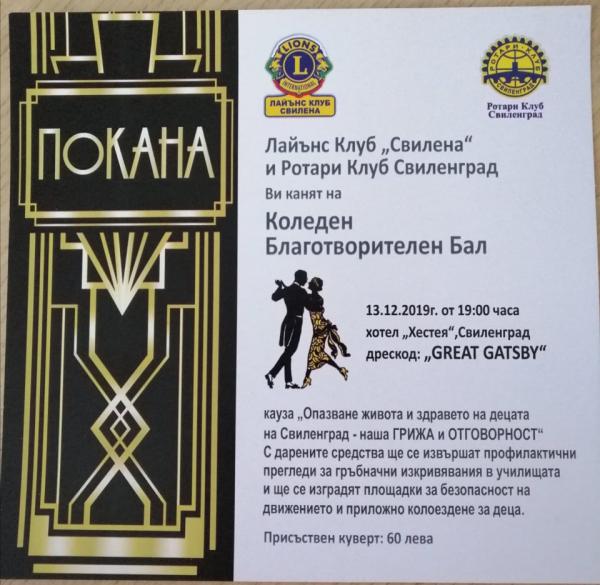 ПОКАНА
LIONS
L
INTERNATIONAL
ЛАЙЪНС КЛУБ
СВИЛЕНА
РОТАРИ - КЛУБ
СВИЛЕНГРАД
Ротари Клуб
Свиленград
Лайънс Клуб „Свилена“
и Ротари Клуб Свиленград
Ви канят на
Коледен
Благотворителен Бал
13.12.2019г. от 19:00 часа
хотел „Хестея“,Свиленград
дрескод: „GREAT GATSBY“
кауза „Опазване живота и здравето на децата
на Свиленград - наша ГРИЖА и ОТГОВОРНОСТ“
С дарените средства ще се извършат профилактични
прегледи за гръбначни изкривявания в училищата
и ще се изградят площадки за безопасност на
движението и приложно колоездене за деца.
Присъствен куверт: 60 лева